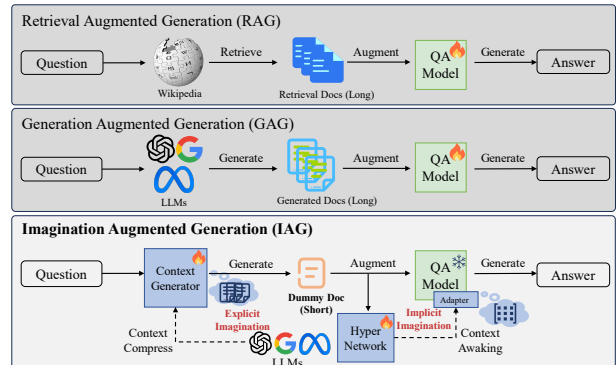 Retrieval Augmented Generation (RAG)
Question
Retrieve
Augment
QA
Model
Generate
Answer
Wikipedia
Retrieval Docs (Long)
Generation Augmented Generation (GAG)
Question
Generate
Augment
QA
Model
Generate
Answer
LLMs
Generated Docs (Long)
Imagination Augmented Generation (IAG)
Question
Context
Generator
Generate
Augment
QA
Model
Generate
Answer
Adapter
Dummy Doc
(Short)
Explicit
Imagination
Implicit
Imagination
Context
Compress
Hyper
Network
Context
Awaking
LLMs